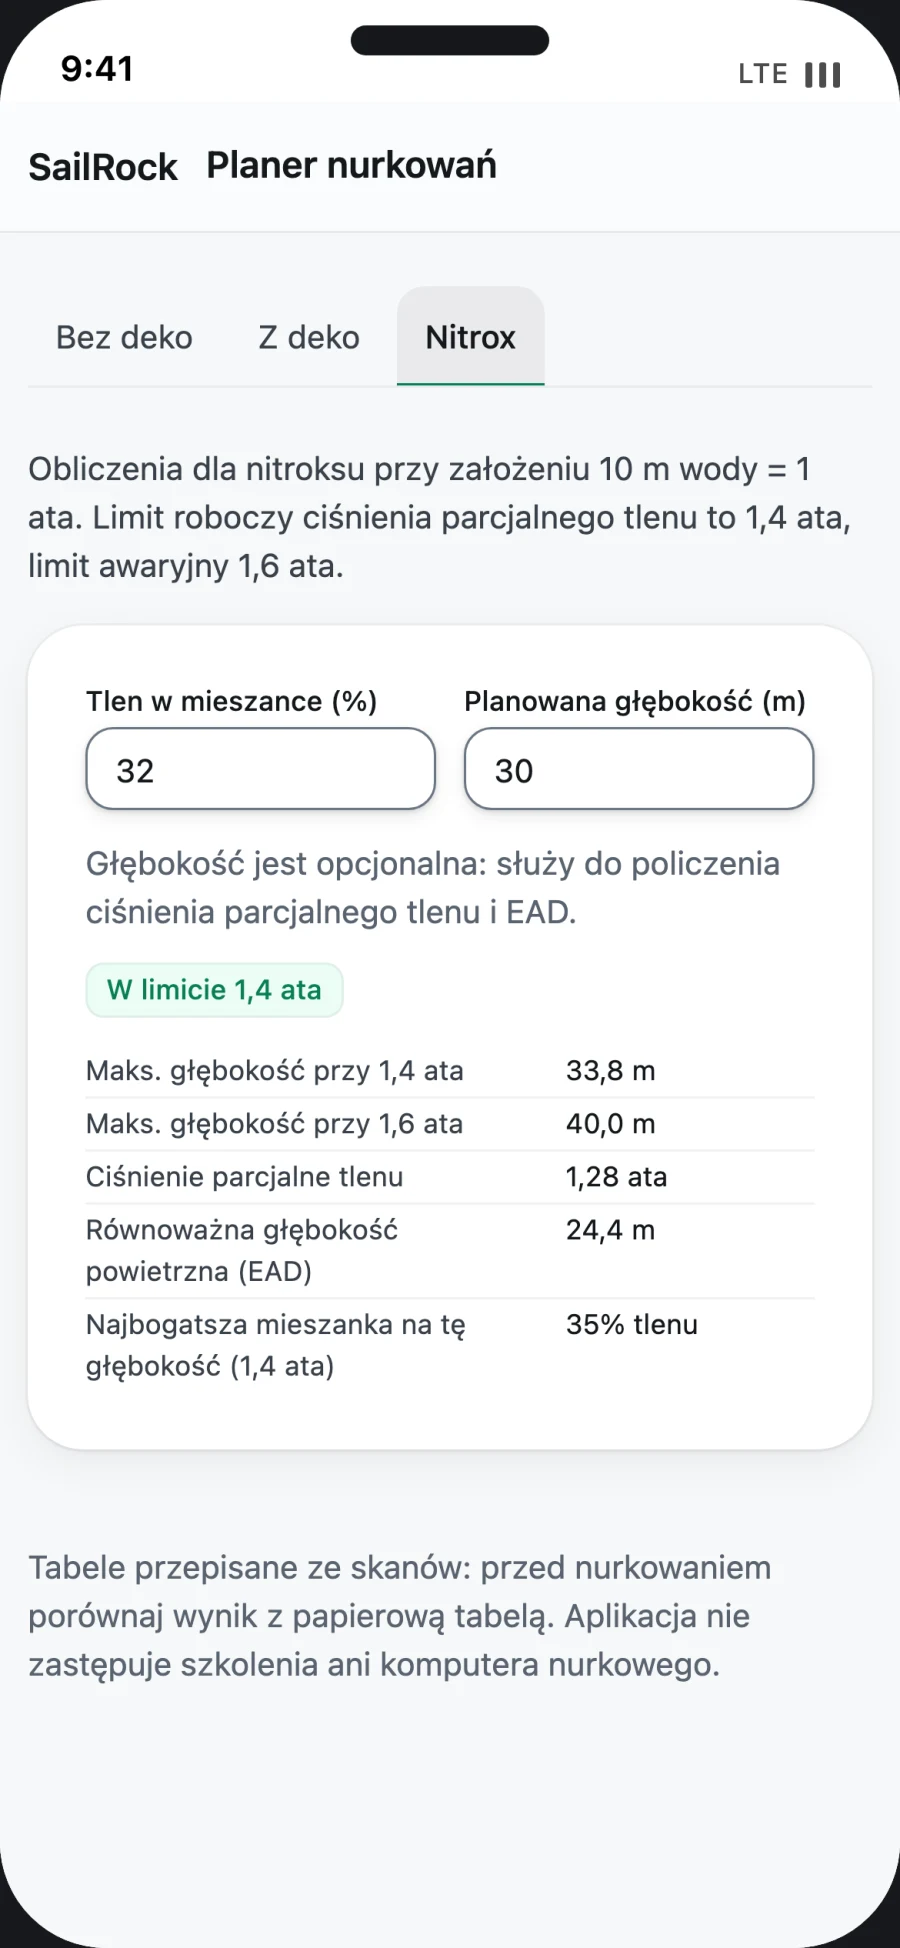 9:41
LTE
SailRock Planer nurkowań
Bez deko
Z deko
Nitrox
Obliczenia dla nitroksu przy założeniu 10 m wody = 1
ata. Limit roboczy ciśnienia parcjalnego tlenu to 1,4 ata,
limit awaryjny 1,6 ata.
Tlen w mieszance (%)
32
Planowana głębokość (m)
30
Głębokość jest opcjonalna: służy do policzenia
ciśnienia parcjalnego tlenu i EAD.
W limicie 1,4 ata
Maks. głębokość przy 1,4 ata 33,8 m
Maks. głębokość przy 1,6 ata 40,0 m
Ciśnienie parcjalne tlenu 1,28 ata
Równoważna głębokość 24,4 m
powietrzna (EAD)
Najbogatsza mieszanka na tę 35% tlenu
głębokość (1,4 ata)
Tabele przepisane ze skanów: przed nurkowaniem
porównaj wynik z papierową tabelą. Aplikacja nie
zastępuje szkolenia ani komputera nurkowego.